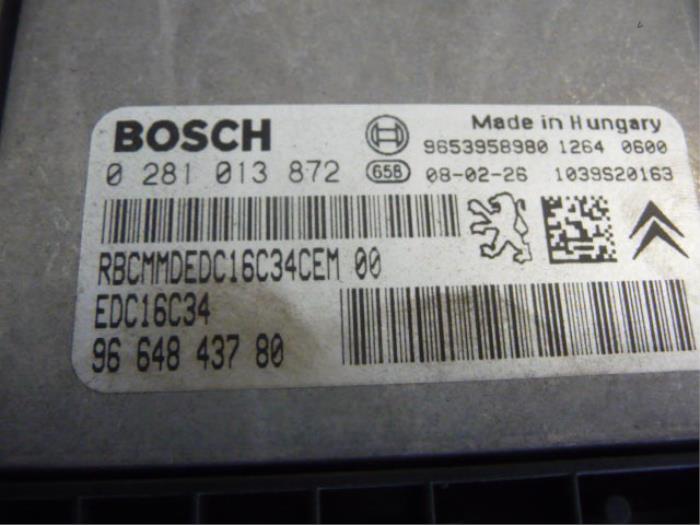 BOSCH
Made in Hungary
9653958980 1264 0600
0 281 013 872 G5B 08-02-26 1039S20163
RBCMMDEDC16C34CEM 00
EDC16C34
96 648 437 80